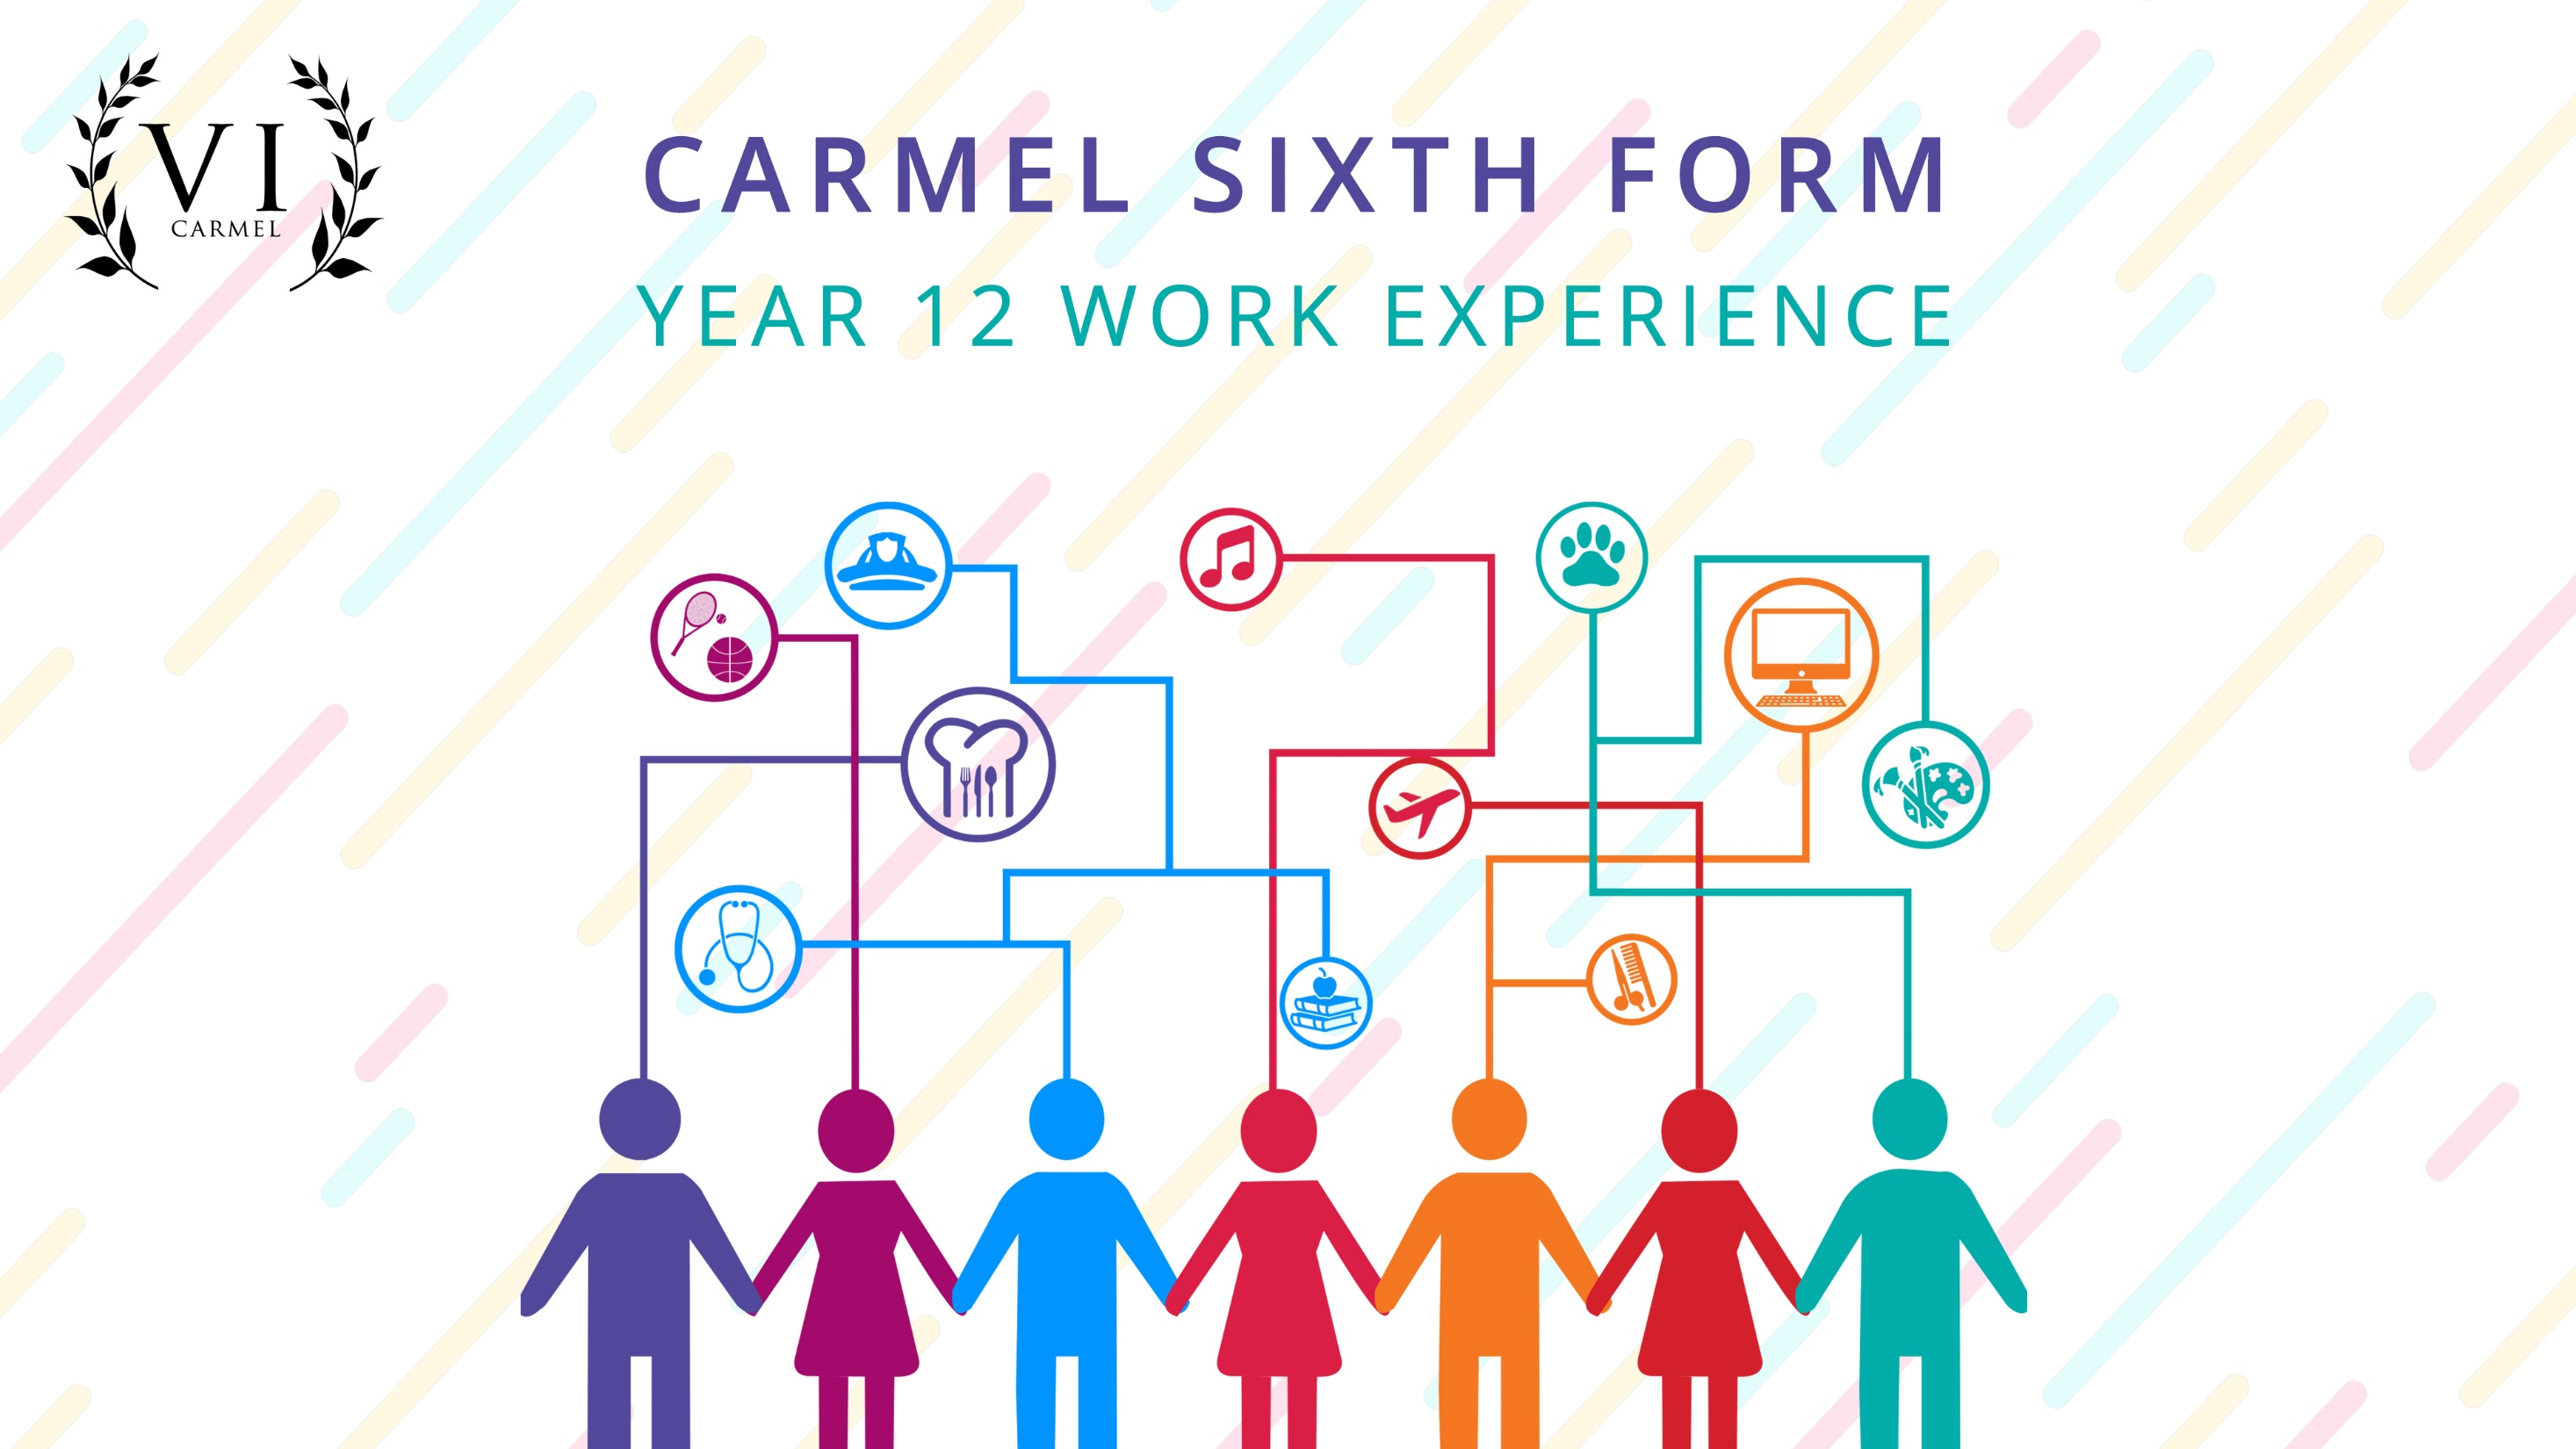 VI
CARMEL
CARMEL SIXTH FORM
YEAR 12 WORK EXPERIENCE